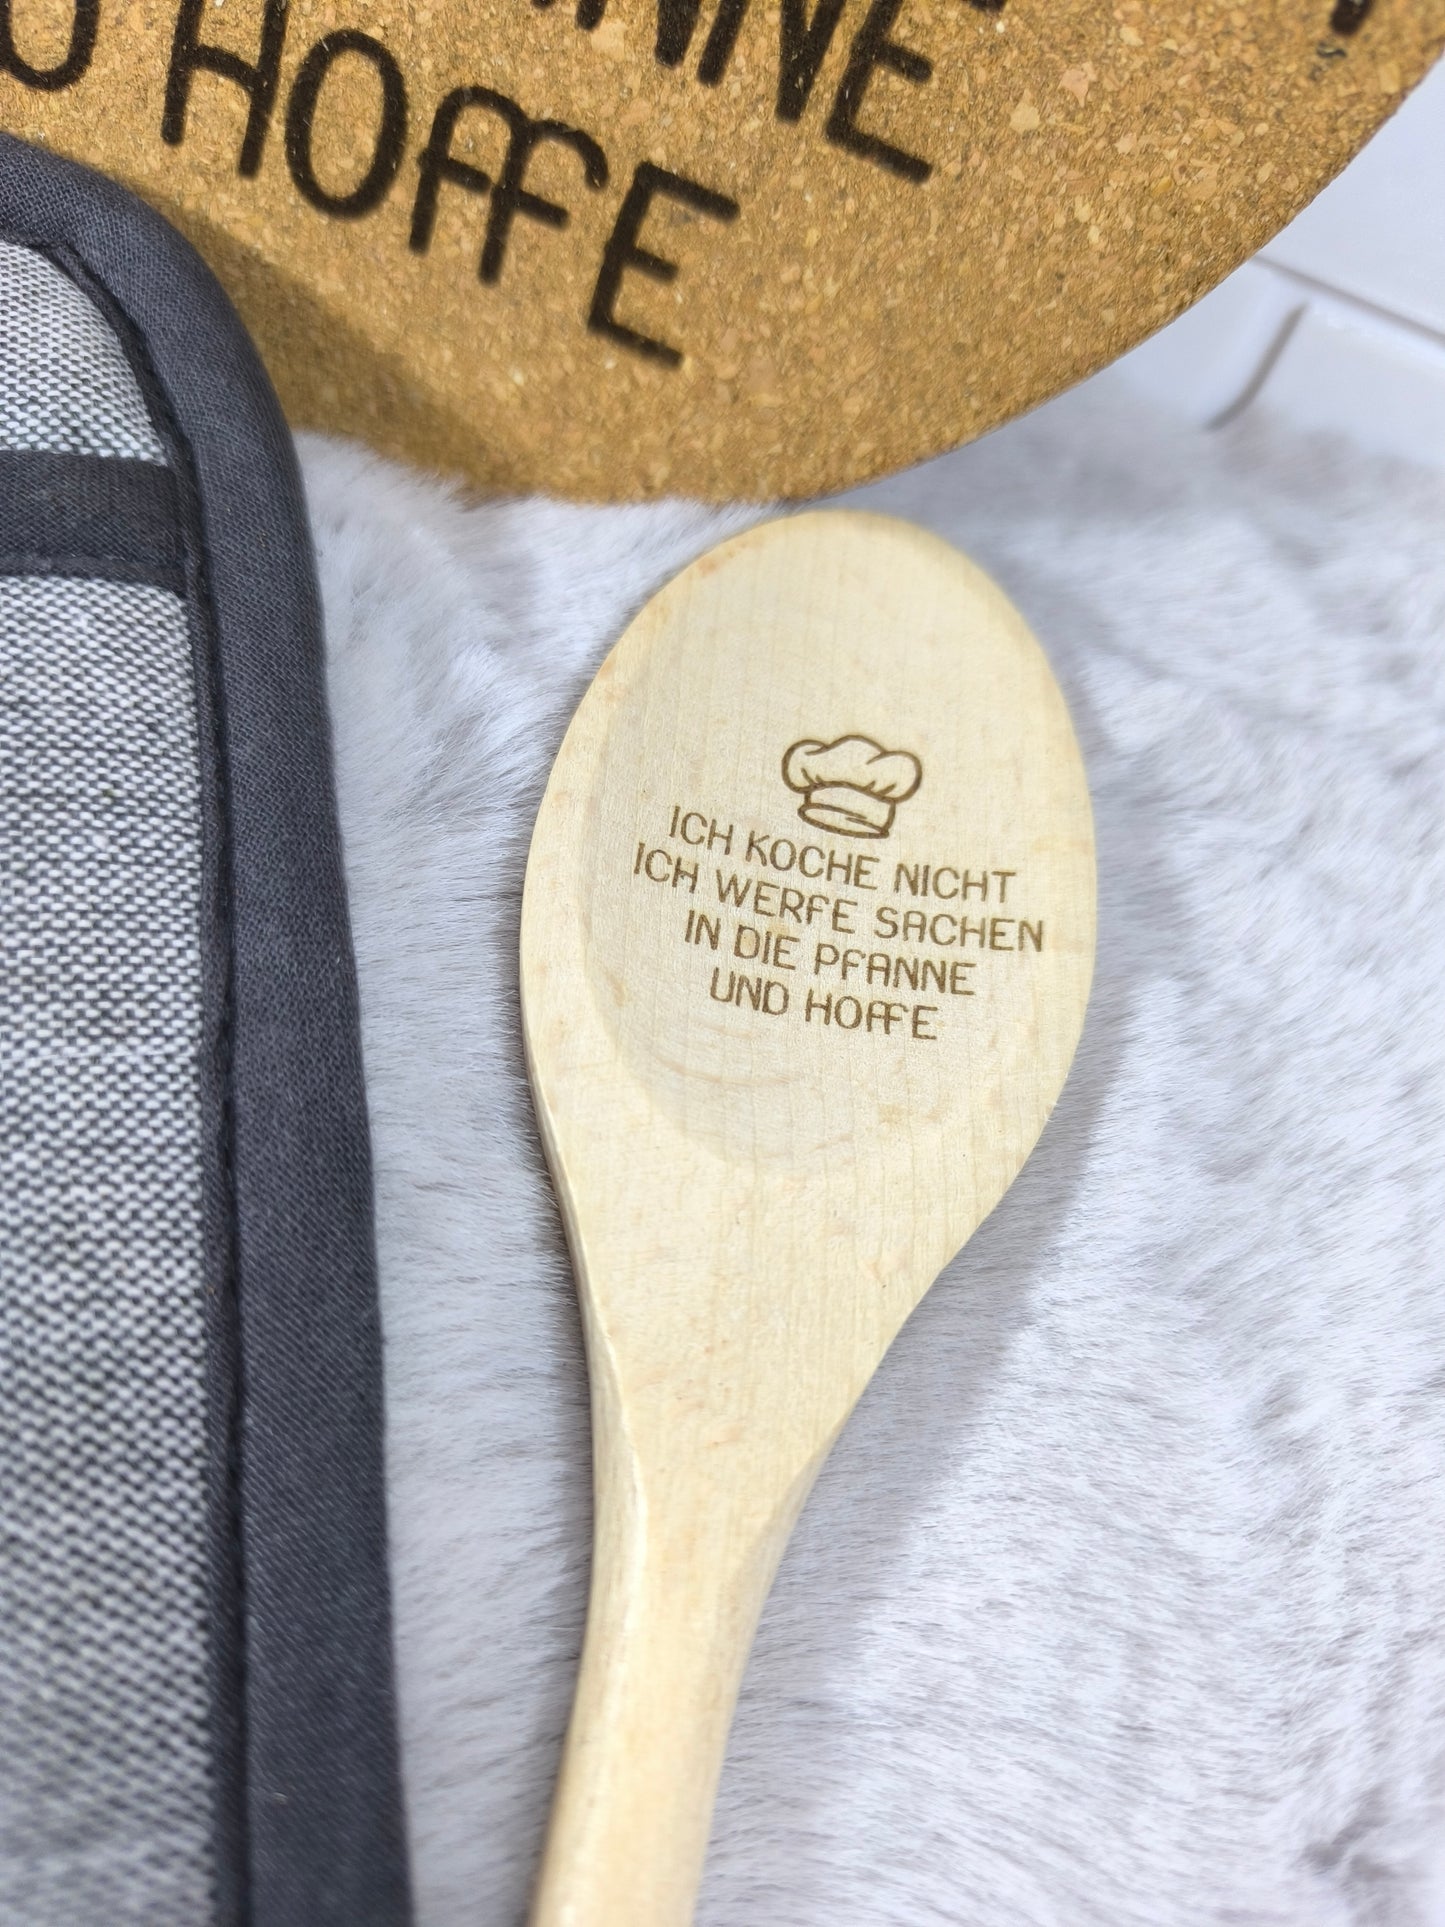 HOFFE
ICH KOCHE NICHT
ICH WERFE SACHEN
IN DIE PFANNE
UND HOFFE